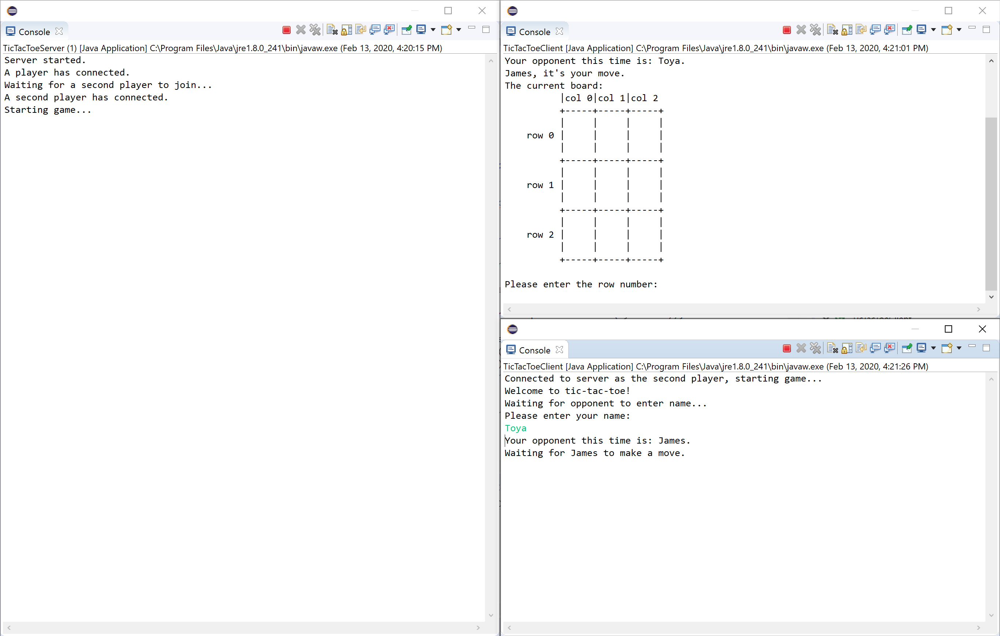 Console
TicTacToeServer (1) [Java Application] C:\Program Files\Java\jre1.8.0_241\bin\javaw.exe (Feb 13, 2020, 4:20:15 PM)
Server started.
A player has connected.
Waiting for a second player to join...
A second player has connected.
Starting game...
Console
TicTacToeClient [Java Application] C:\Program Files\Java\jre1.8.0_241\bin\javaw.exe (Feb 13, 2020, 4:21:01 PM)
Your opponent this time is: Toya.
James, it's your move.
The current board:
|col 0|col 1|col 2
+-----+-----+-----+
|     |     |     |
row 0 |     |     |     |
|     |     |     |
+-----+-----+-----+
|     |     |     |
row 1 |     |     |     |
|     |     |     |
+-----+-----+-----+
|     |     |     |
row 2 |     |     |     |
|     |     |     |
+-----+-----+-----+
Please enter the row number:
Console
TicTacToeClient [Java Application] C:\Program Files\Java\jre1.8.0_241\bin\javaw.exe (Feb 13, 2020, 4:21:26 PM)
Connected to server as the second player, starting game...
Welcome to tic-tac-toe!
Waiting for opponent to enter name...
Please enter your name:
Toya
Your opponent this time is: James.
Waiting for James to make a move.